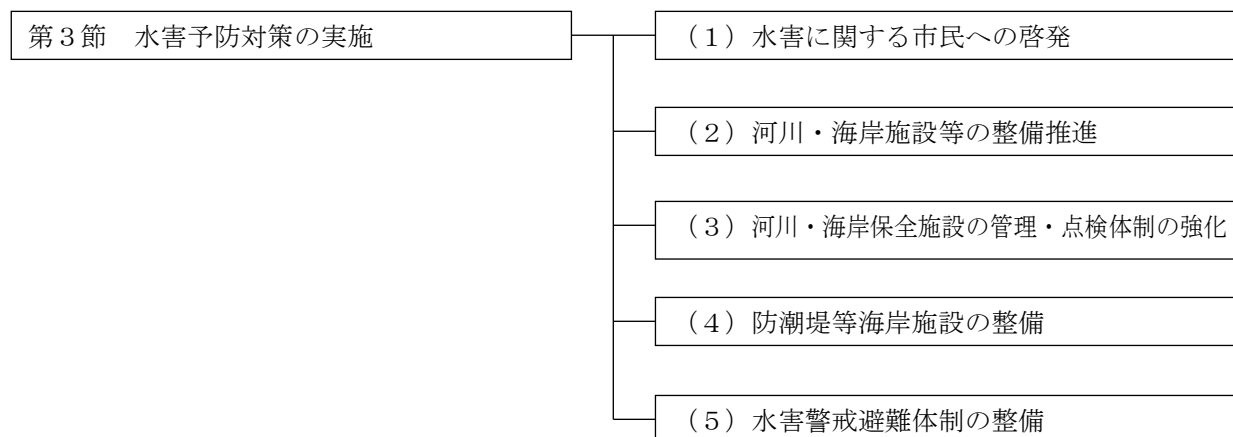 第３節　水害予防対策の実施
（１）水害に関する市民への啓発
（２）河川・海岸施設等の整備推進
（３）河川・海岸保全施設の管理・点検体制の強化
（４）防潮堤等海岸施設の整備
（５）水害警戒避難体制の整備